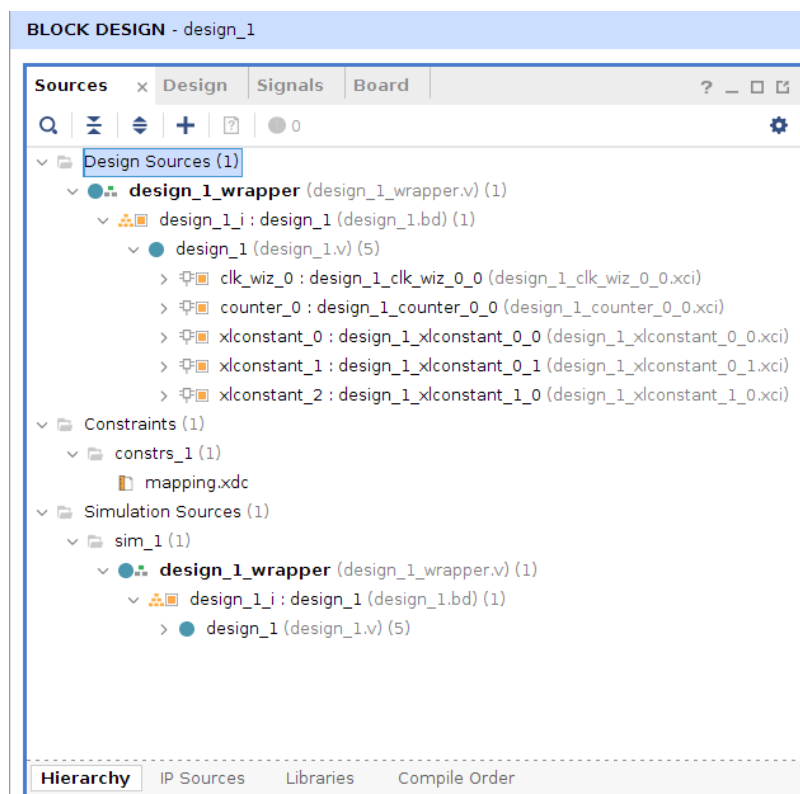 BLOCK DESIGN - design_1
Sources × Design Signals Board ? _
0
Design Sources (1)
design_1_wrapper (design_1_wrapper.v) (1)
design_1_i : design_1 (design_1.bd) (1)
design_1 (design_1.v) (5)
clk_wiz_0 : design_1_clk_wiz_0_0 (design_1_clk_wiz_0_0.xci)
counter_0 : design_1_counter_0_0 (design_1_counter_0_0.xci)
xlconstant_0 : design_1_xlconstant_0_0 (design_1_xlconstant_0_0.xci)
xlconstant_1 : design_1_xlconstant_0_1 (design_1_xlconstant_0_1.xci)
xlconstant_2 : design_1_xlconstant_1_0 (design_1_xlconstant_1_0.xci)
Constraints (1)
constrs_1 (1)
mapping.xdc
Simulation Sources (1)
sim_1 (1)
design_1_wrapper (design_1_wrapper.v) (1)
design_1_i : design_1 (design_1.bd) (1)
design_1 (design_1.v) (5)
Hierarchy IP Sources Libraries Compile Order